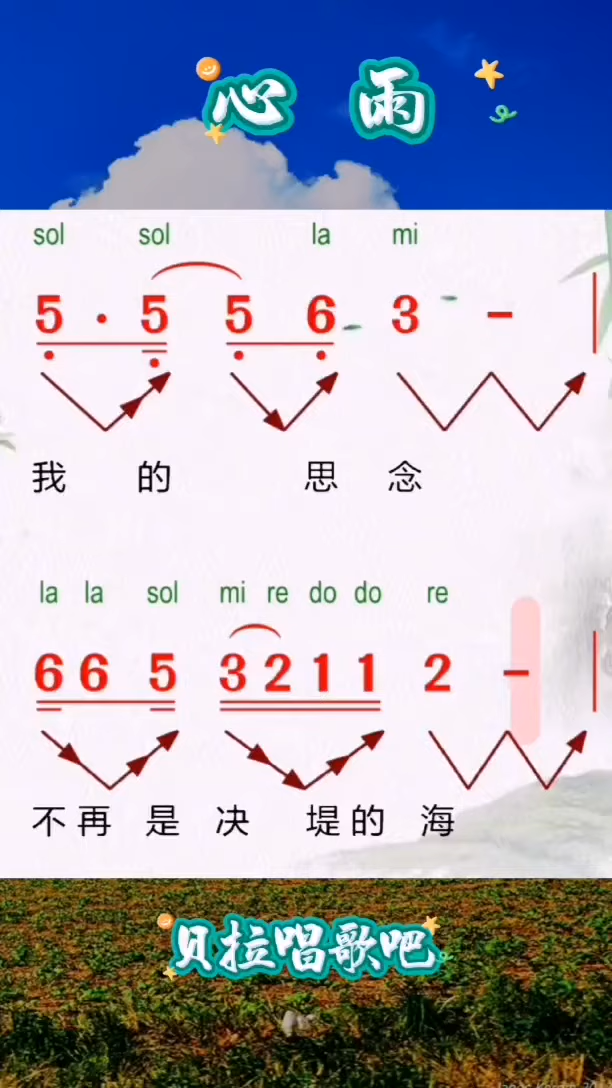 心 雨
sol sol la mi
5 · 5 5 6 3 -
我 的 思 念
la la sol mi re do do re
6 6 5 3 2 1 1 2 -
不 再 是 决 堤 的 海
贝拉唱歌吧